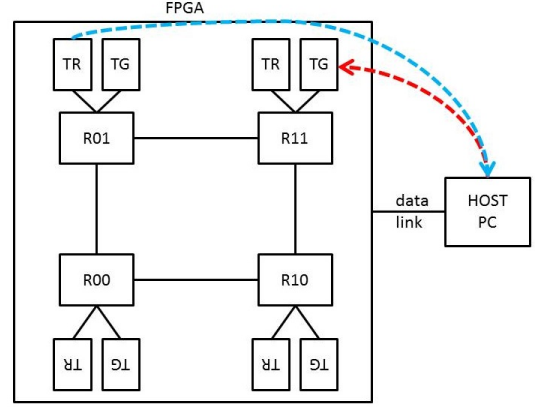 FPGA
TR TG TR TG
R01 R11
data
link
HOST
PC
R00 R10
TR TG TR TG